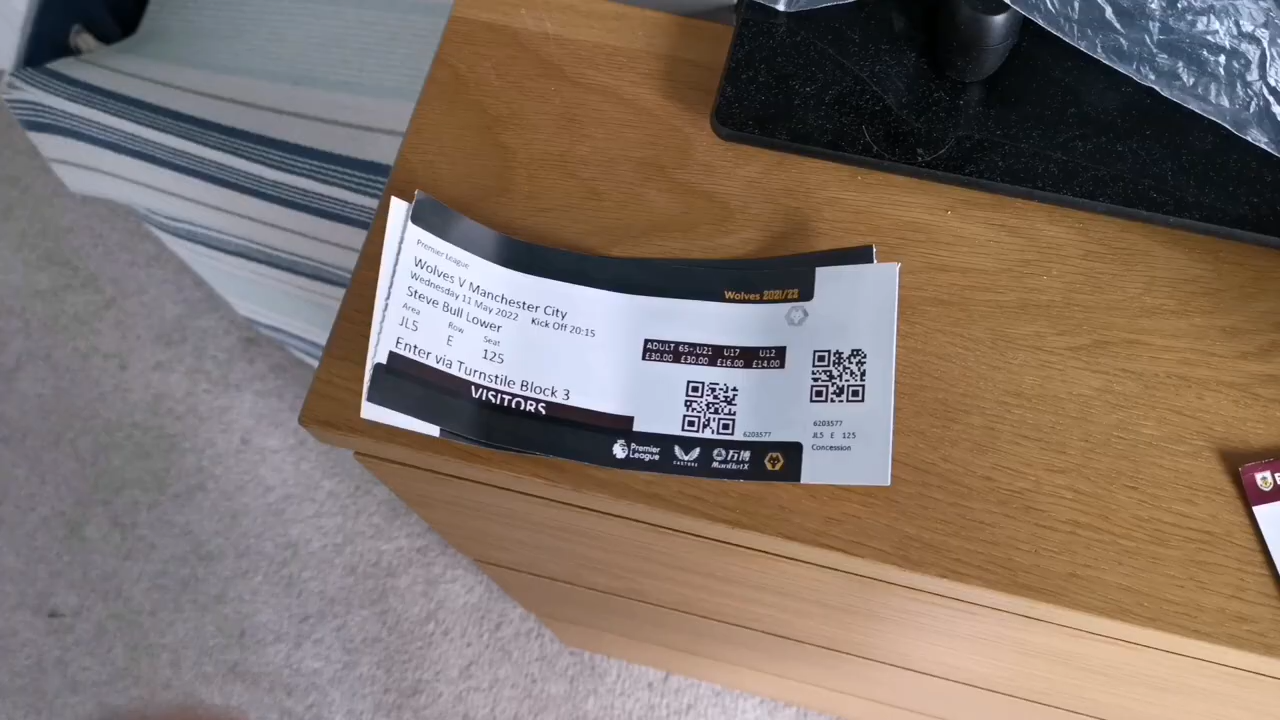 Premier League
Wolves V Manchester City
Wednesday 11 May 2022 Kick Off 20:15
Steve Bull Lower
Area Row Seat
JL5 E 125
Enter via Turnstile Block 3
VISITORS
Wolves 2021/22
ADULT 65+,U21 U17 U12
£30.00 £30.00 £16.00 £14.00
6203577
Premier League
CASTORE
万博
ManBetX
6203577
JL5 E 125
Concession